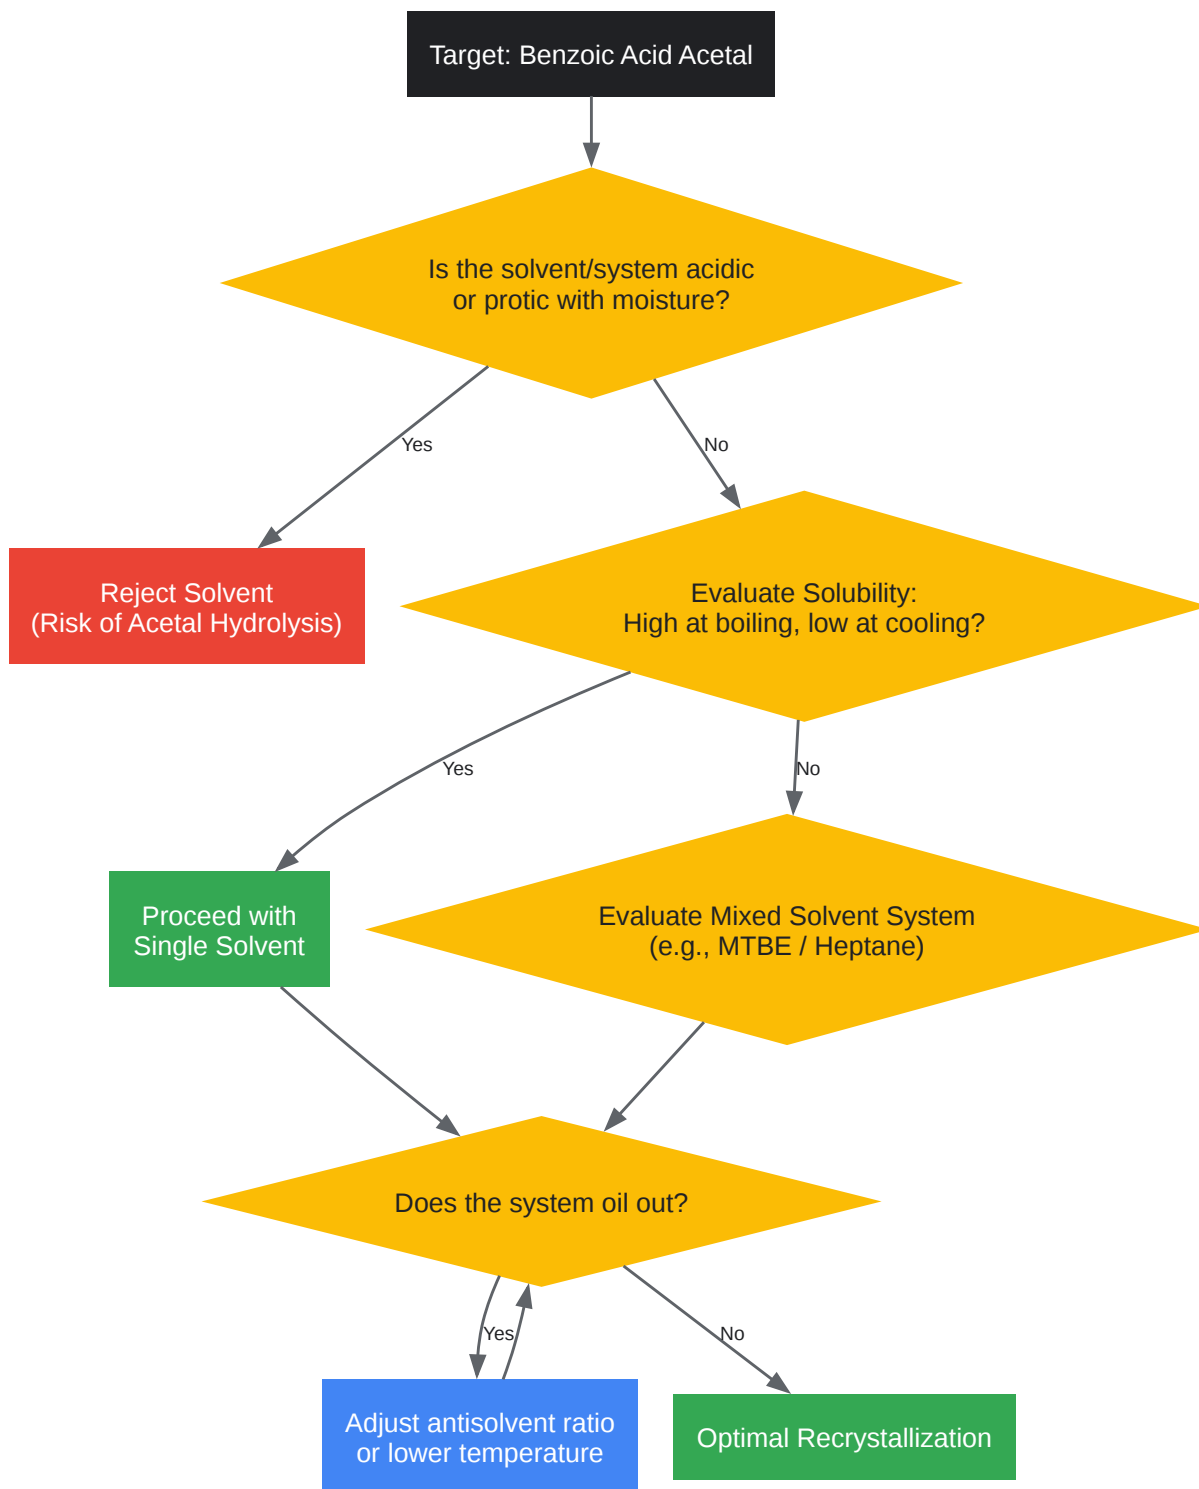 Target: Benzoic Acid Acetal
Is the solvent/system acidic
or protic with moisture?
Yes
No
Reject Solvent
(Risk of Acetal Hydrolysis)
Evaluate Solubility:
High at boiling, low at cooling?
Yes
No
Proceed with
Single Solvent
Evaluate Mixed Solvent System
(e.g., MTBE / Heptane)
Does the system oil out?
Yes
No
Adjust antisolvent ratio
or lower temperature
Optimal Recrystallization